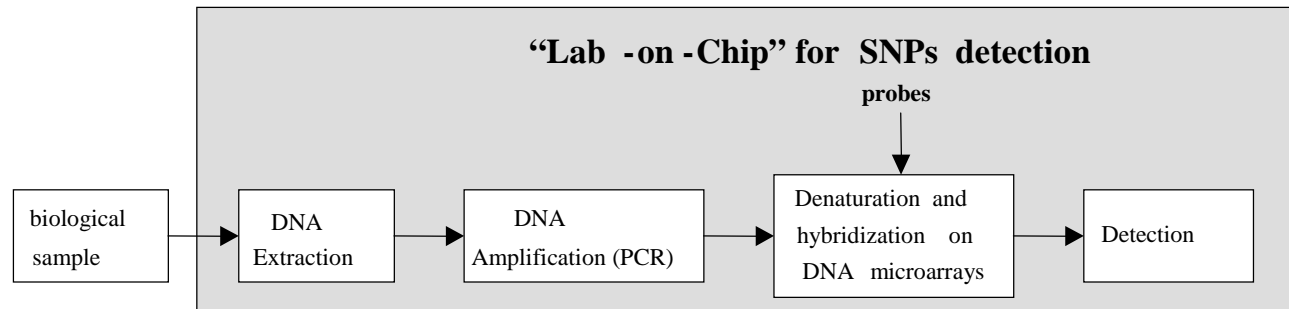 “Lab -on -Chip” for SNPs detection
probes
biological
sample
DNA
Extraction
DNA
Amplification (PCR)
Denaturation and
hybridization on
DNA microarrays
Detection